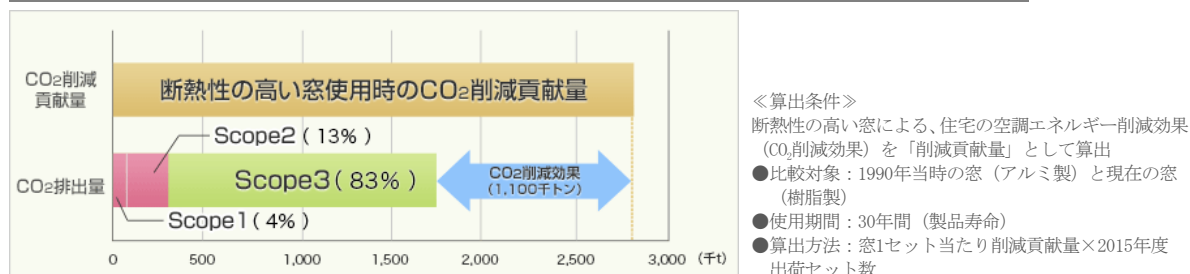 CO2削減
貢献量
断熱性の高い窓使用時のCO2削減貢献量
Scope2 ( 13% )
CO2排出量
Scope3 ( 83% )
CO2削減効果
(1,100千トン)
Scope1 ( 4% )
0 500 1,000 1,500 2,000 2,500 3,000 (千t)
≪算出条件≫
断熱性の高い窓による、住宅の空調エネルギー削減効果
(CO2削減効果)を「削減貢献量」として算出
●比較対象：1990年当時の窓（アルミ製）と現在の窓
（樹脂製）
●使用期間：30年間（製品寿命）
●算出方法：窓1セット当たり削減貢献量×2015年度
出荷セット数